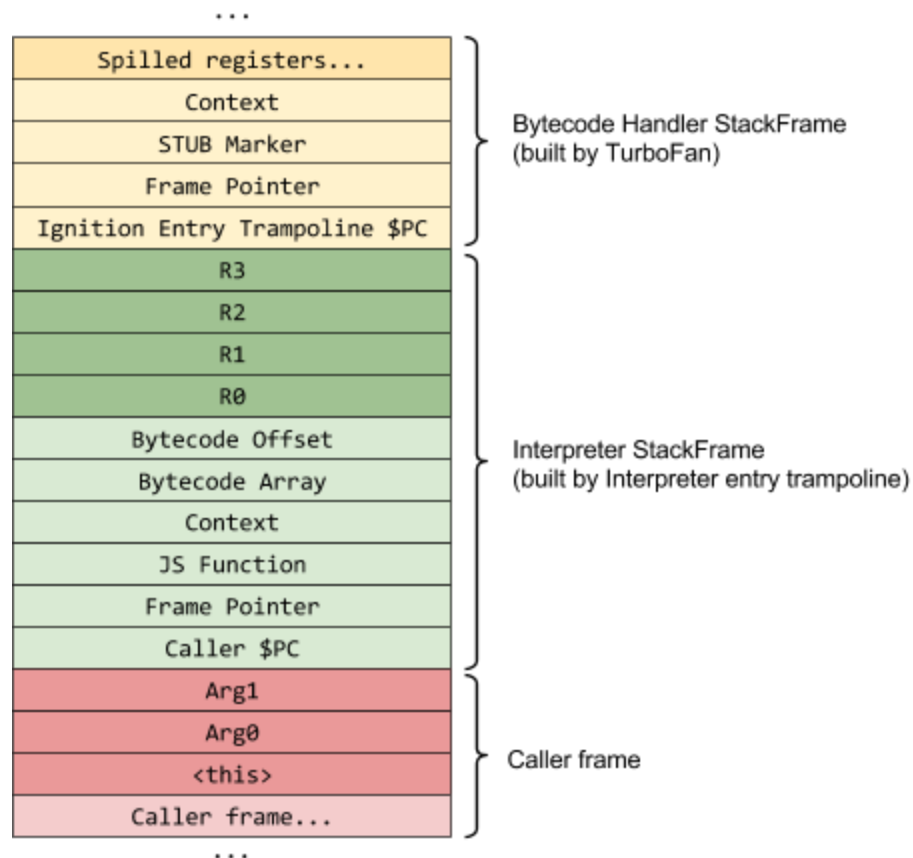 ...
Spilled registers...
Context
STUB Marker
Frame Pointer
Ignition Entry Trampoline $PC
Bytecode Handler StackFrame
(built by TurboFan)
R3
R2
R1
R0
Bytecode Offset
Bytecode Array
Context
JS Function
Frame Pointer
Caller $PC
Interpreter StackFrame
(built by Interpreter entry trampoline)
Arg1
Arg0
<this>
Caller frame...
Caller frame
...